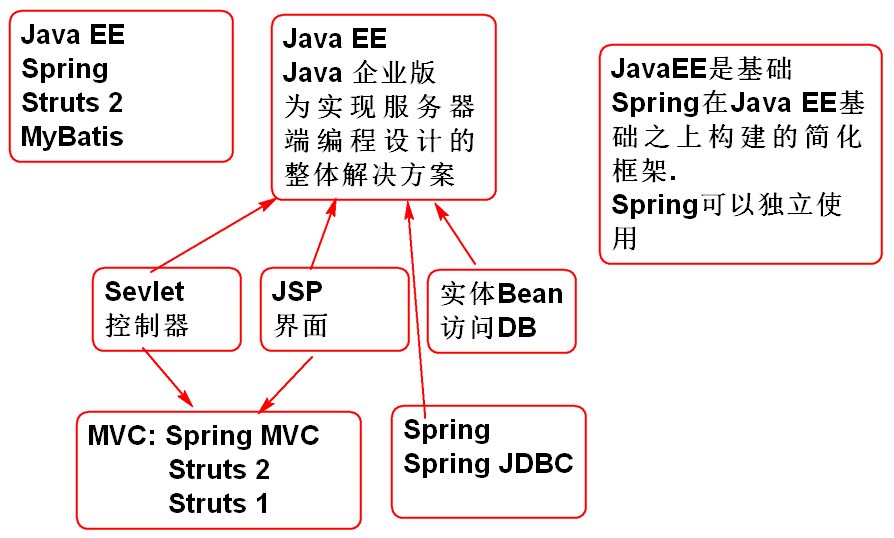 Java EE
Spring
Struts 2
MyBatis
Java EE
Java 企业版
为实现服务器
端编程设计的
整体解决方案
JavaEE是基础
Spring在Java EE基
础之上构建的简化
框架.
Spring可以独立使
用
Sevlet
控制器
JSP
界面
实体Bean
访问DB
MVC: Spring MVC
Struts 2
Struts 1
Spring
Spring JDBC